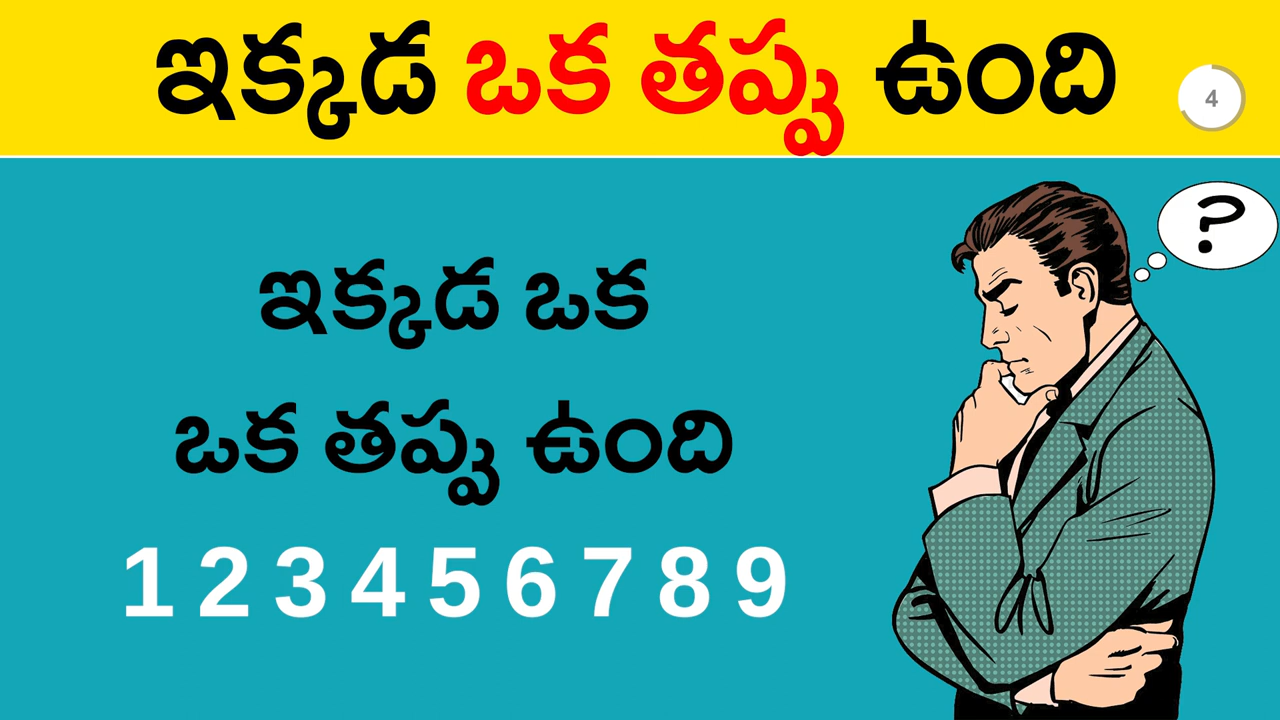 ఇక్కడ ఒక తప్పు ఉంది
4
?
ఇక్కడ ఒక
ఒక తప్పు ఉంది
1 2 3 4 5 6 7 8 9